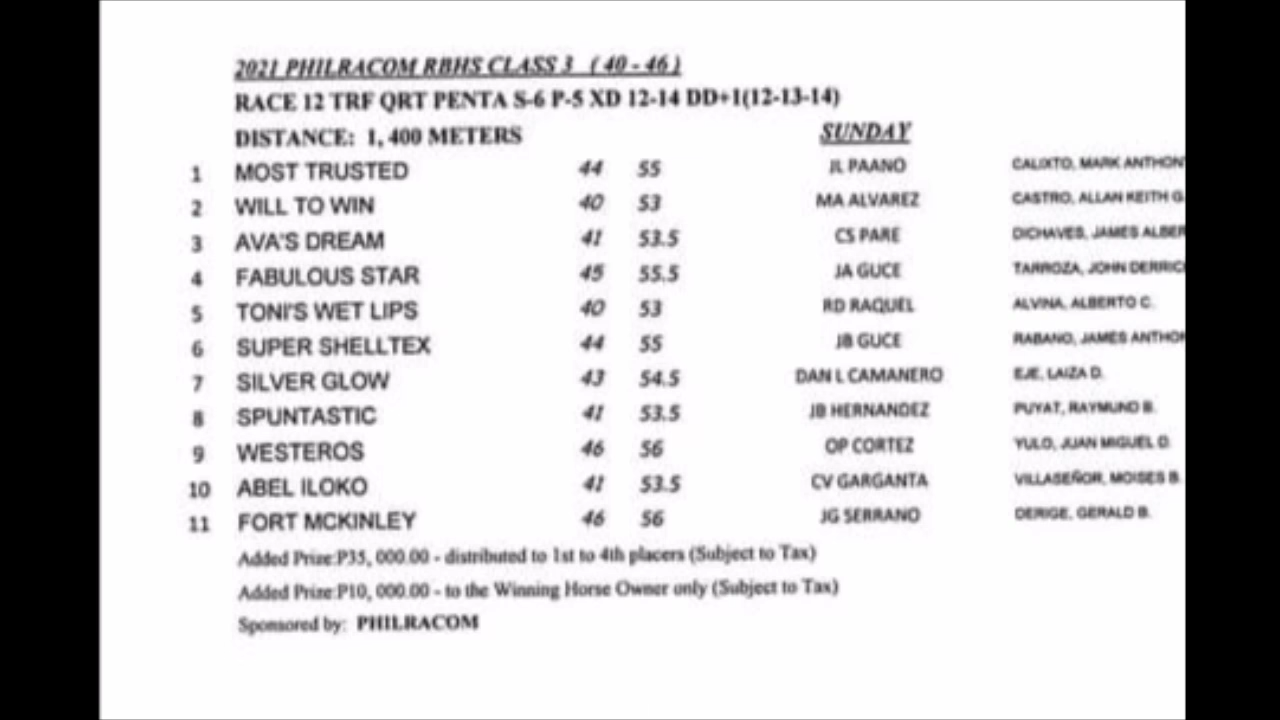 2021 PHILRACOM RBHS CLASS 3 ( 40 - 46 )
RACE 12 TRF QRT PENTA S-6 P-5 XD 12-14 DD+1(12-13-14)
DISTANCE: 1, 400 METERS SUNDAY
1 MOST TRUSTED 44 55 JL PAANO CALIXTO, MARK ANTHON
2 WILL TO WIN 40 53 MA ALVAREZ CASTRO, ALLAN KEITH G.
3 AVA'S DREAM 41 53.5 CS PARE DICHAVES, JAMES ALBER
4 FABULOUS STAR 45 55.5 JA GUCE TARROZA, JOHN DERRIC
5 TONI'S WET LIPS 40 53 RD RAQUEL ALVINA, ALBERTO C.
6 SUPER SHELLTEX 44 55 JB GUCE RABANO, JAMES ANTHO
7 SILVER GLOW 43 54.5 DAN L CAMANERO EJE, LAIZA D.
8 SPUNTASTIC 41 53.5 JB HERNANDEZ PUYAT, RAYMUND B.
9 WESTEROS 46 56 OP CORTEZ YULO, JUAN MIGUEL D.
10 ABEL ILOKO 41 53.5 CV GARGANTA VILLASEÑOR, MOISES B.
11 FORT MCKINLEY 46 56 JG SERRANO DERIGE, GERALD B.
Added Prize:P35, 000.00 - distributed to 1st to 4th placers (Subject to Tax)
Added Prize:P10, 000.00 - to the Winning Horse Owner only (Subject to Tax)
Sponsored by: PHILRACOM